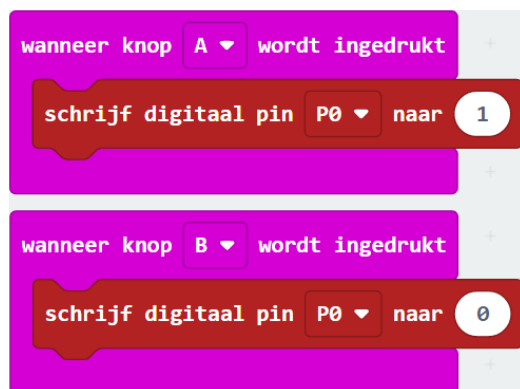 wanneer knop A wordt ingedrukt
schrijf digitaal pin P0 naar 1
wanneer knop B wordt ingedrukt
schrijf digitaal pin P0 naar 0